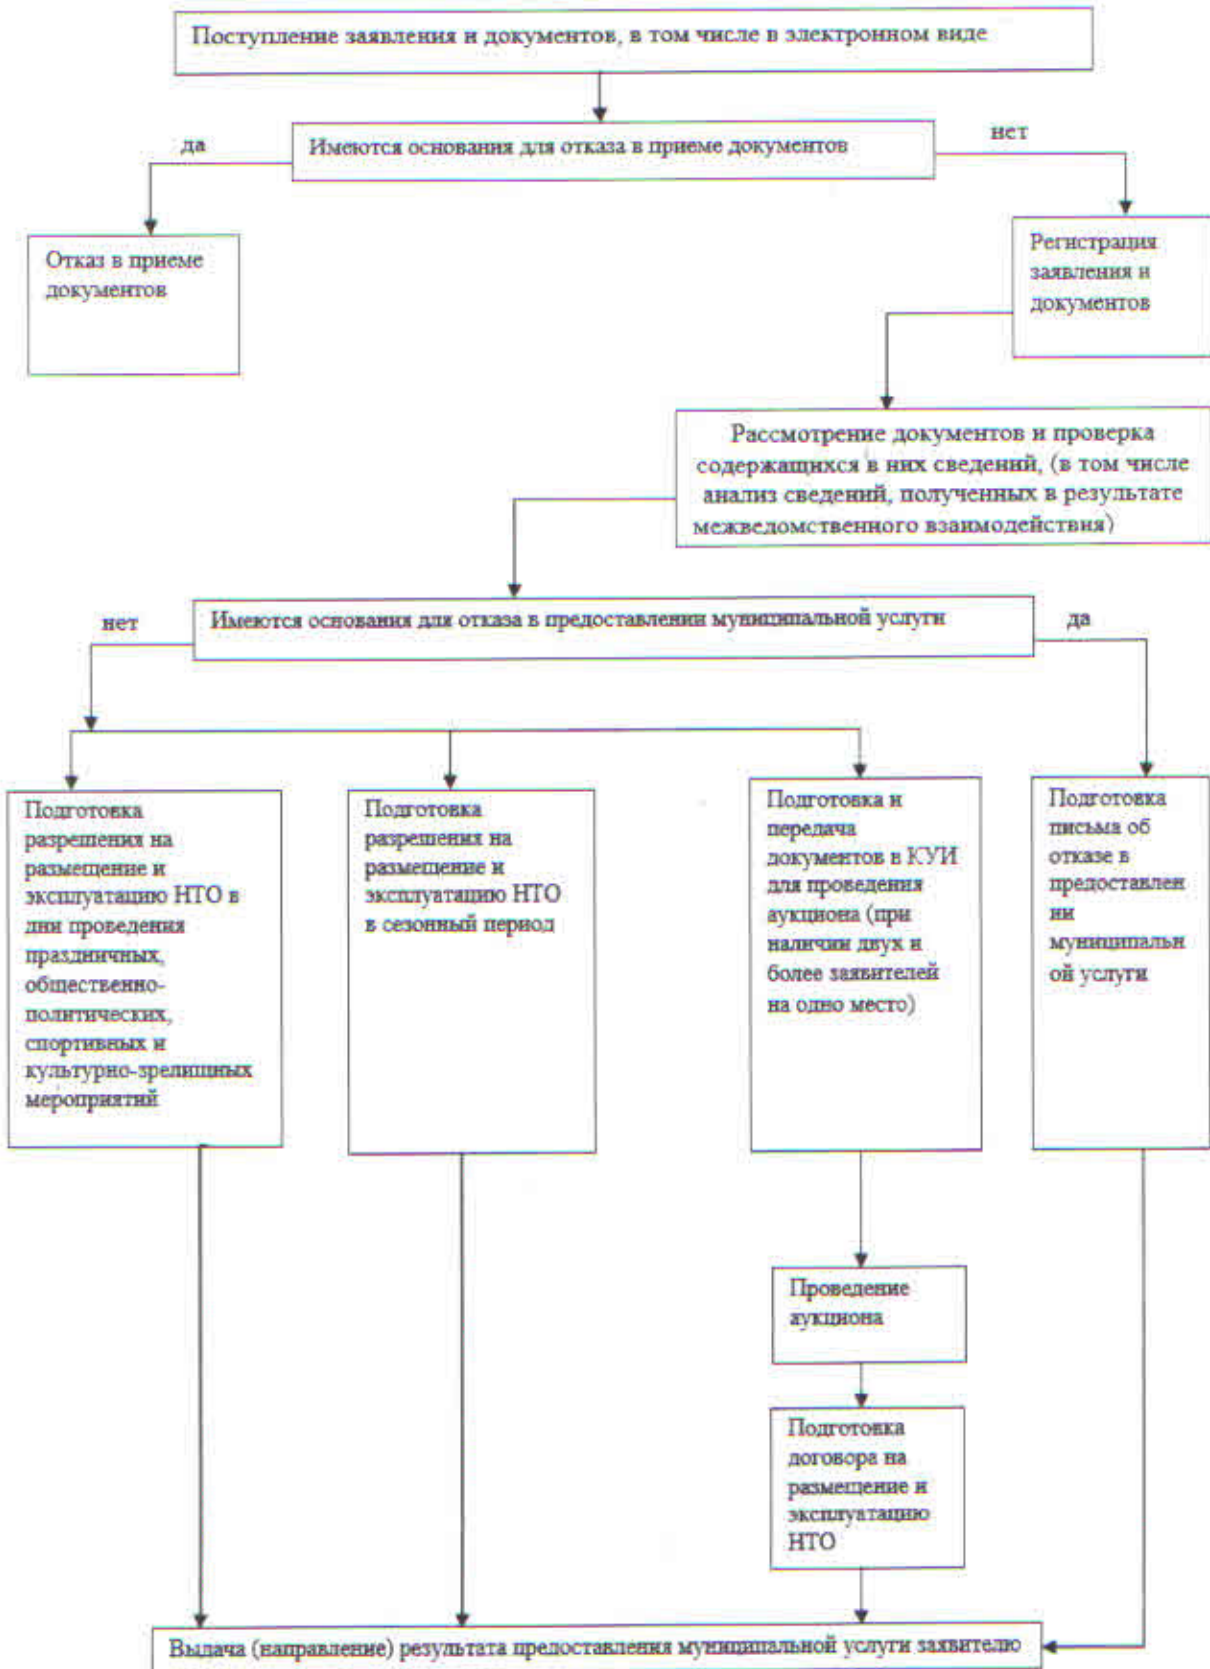 Поступление заявления и документов, в том числе в электронном виде
да
Имеются основания для отказа в приеме документов
нет
Отказ в приеме
документов
Регистрация
заявления и
документов
Рассмотрение документов и проверка
содержащихся в них сведений, (в том числе
анализ сведений, полученных в результате
межведомственного взаимодействия)
нет
Имеются основания для отказа в предоставлении муниципальной услуги
да
Подготовка
разрешения на
размещение и
эксплуатацию НТО в
дни проведения
праздничных,
общественно-
политических,
спортивных и
культурно-зрелищных
мероприятий
Подготовка
разрешения на
размещение и
эксплуатацию НТО
в сезонный период
Подготовка и
передача
документов в КУИ
для проведения
аукциона (при
наличии двух и
более заявителей
на одно место)
Подготовка
письма об
отказе в
предоставлен
ии
муниципальн
ой услуги
Проведение
аукциона
Подготовка
договора на
размещение и
эксплуатацию
НТО
Выдача (направление) результата предоставления муниципальной услуги заявителю